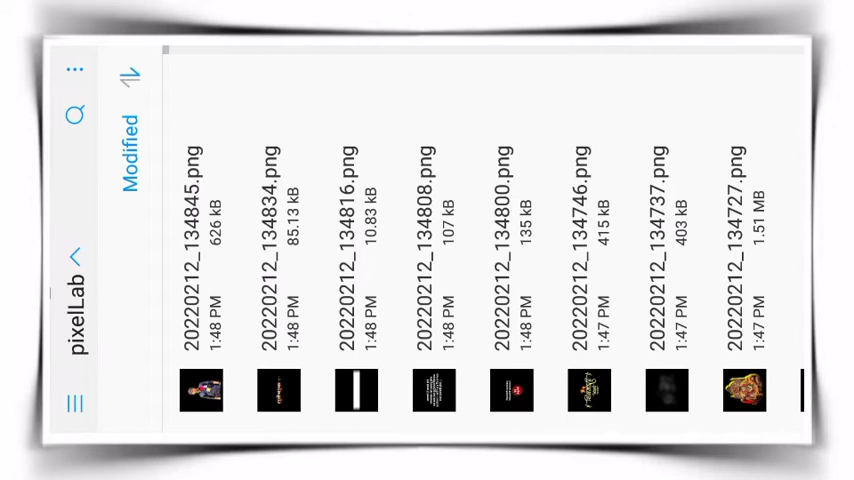 pixelLab
Modified
20220212_134845.png
1:48 PM 626 kB
20220212_134834.png
1:48 PM 85.13 kB
20220212_134816.png
1:48 PM 10.83 kB
20220212_134808.png
1:48 PM 107 kB
20220212_134800.png
1:48 PM 135 kB
20220212_134746.png
1:47 PM 415 kB
20220212_134737.png
1:47 PM 403 kB
20220212_134727.png
1:47 PM 1.51 MB